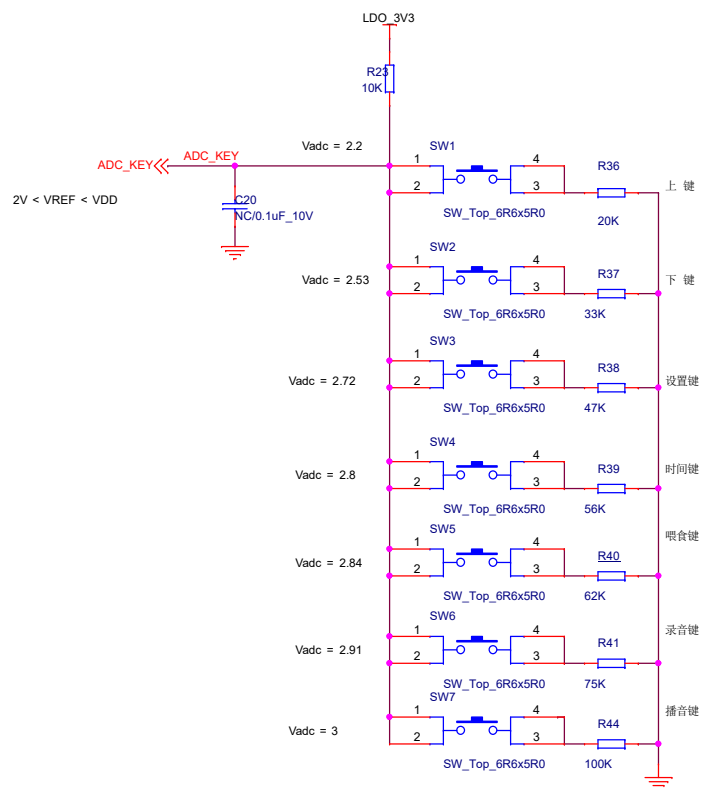 LDO_3V3
R23
10K
Vadc = 2.2
SW1
ADC_KEY
ADC_KEY
1
4
R36
2
3
上 键
2V < VREF < VDD
C20
NC/0.1uF_10V
SW_Top_6R6x5R0
20K
SW2
1
4
R37
Vadc = 2.53
2
3
下 键
SW_Top_6R6x5R0
33K
SW3
1
4
R38
Vadc = 2.72
2
3
设置键
SW_Top_6R6x5R0
47K
SW4
1
4
R39
时间键
Vadc = 2.8
2
3
SW_Top_6R6x5R0
56K
SW5
喂食键
1
4
R40
Vadc = 2.84
2
3
SW_Top_6R6x5R0
62K
SW6
录音键
1
4
R41
Vadc = 2.91
2
3
SW_Top_6R6x5R0
75K
SW7
播音键
1
4
R44
Vadc = 3
2
3
SW_Top_6R6x5R0
100K